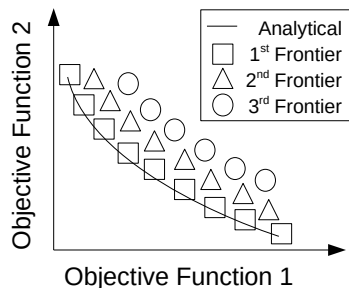 Objective Function 2
Analytical
1st Frontier
2nd Frontier
3rd Frontier
Objective Function 1